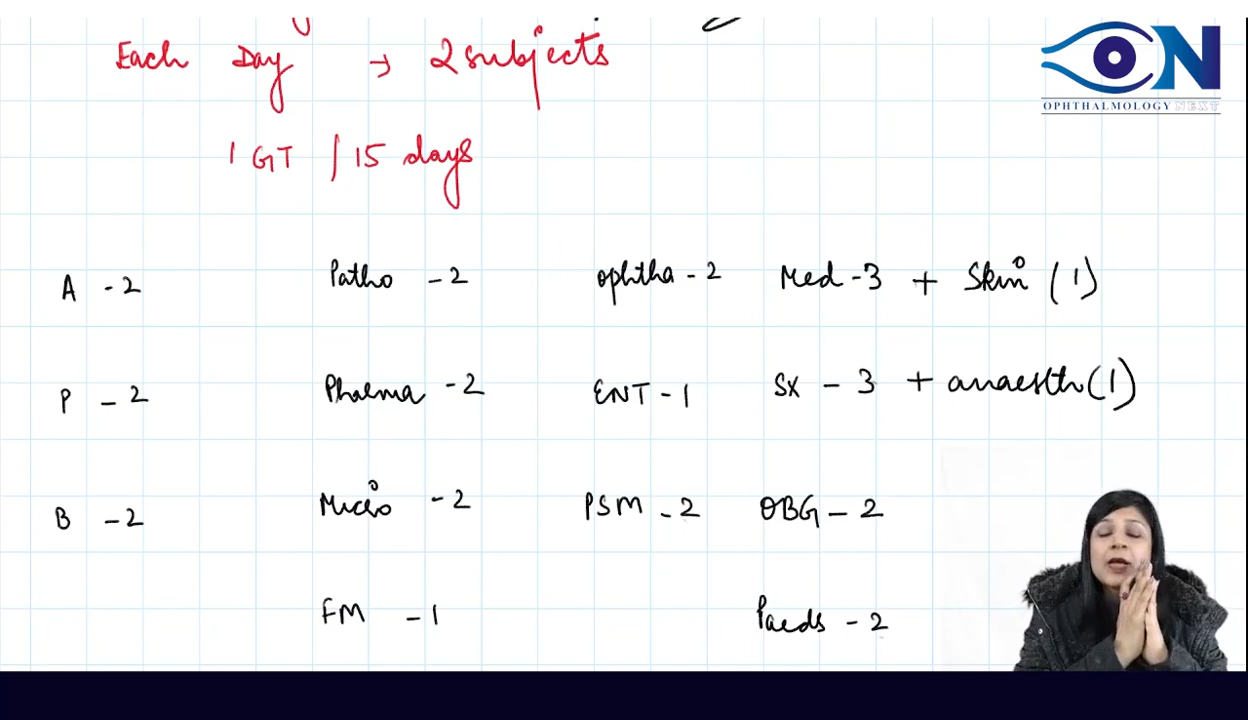 Each Day → 2 subjects
1 GT / 15 days
A - 2 Patho - 2 ophtha - 2 Med - 3 + Skin (1)
P - 2 Pharma - 2 ENT - 1 Sx - 3 + anaesth (1)
B - 2 Micro - 2 PSM - 2 OBG - 2
FM - 1 Paeds - 2
ON
OPHTHALMOLOGY NEXT